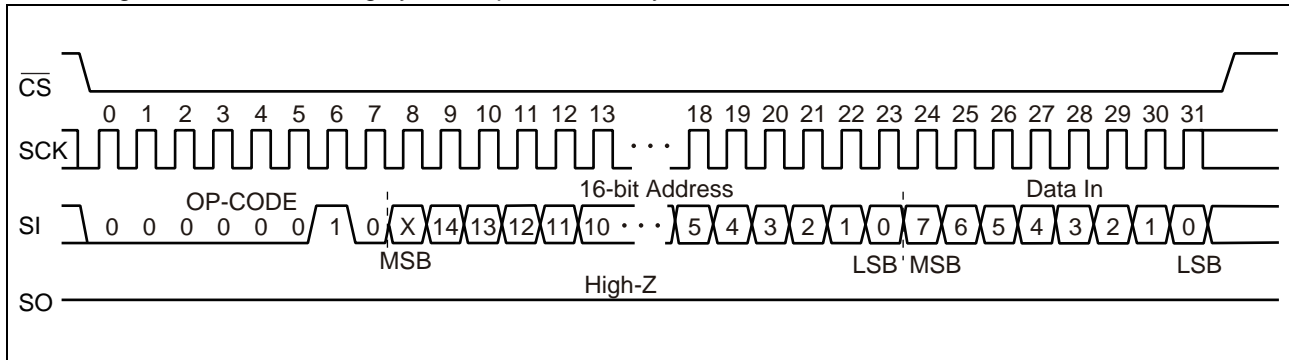 CS
0 1 2 3 4 5 6 7 8 9 10 11 12 13 18 19 20 21 22 23 24 25 26 27 28 29 30 31
SCK ···
OP-CODE 16-bit Address Data In
SI 0 0 0 0 0 0 1 0 X 14 13 12 11 10 ··· 5 4 3 2 1 0 7 6 5 4 3 2 1 0
MSB LSB MSB LSB
High-Z
SO